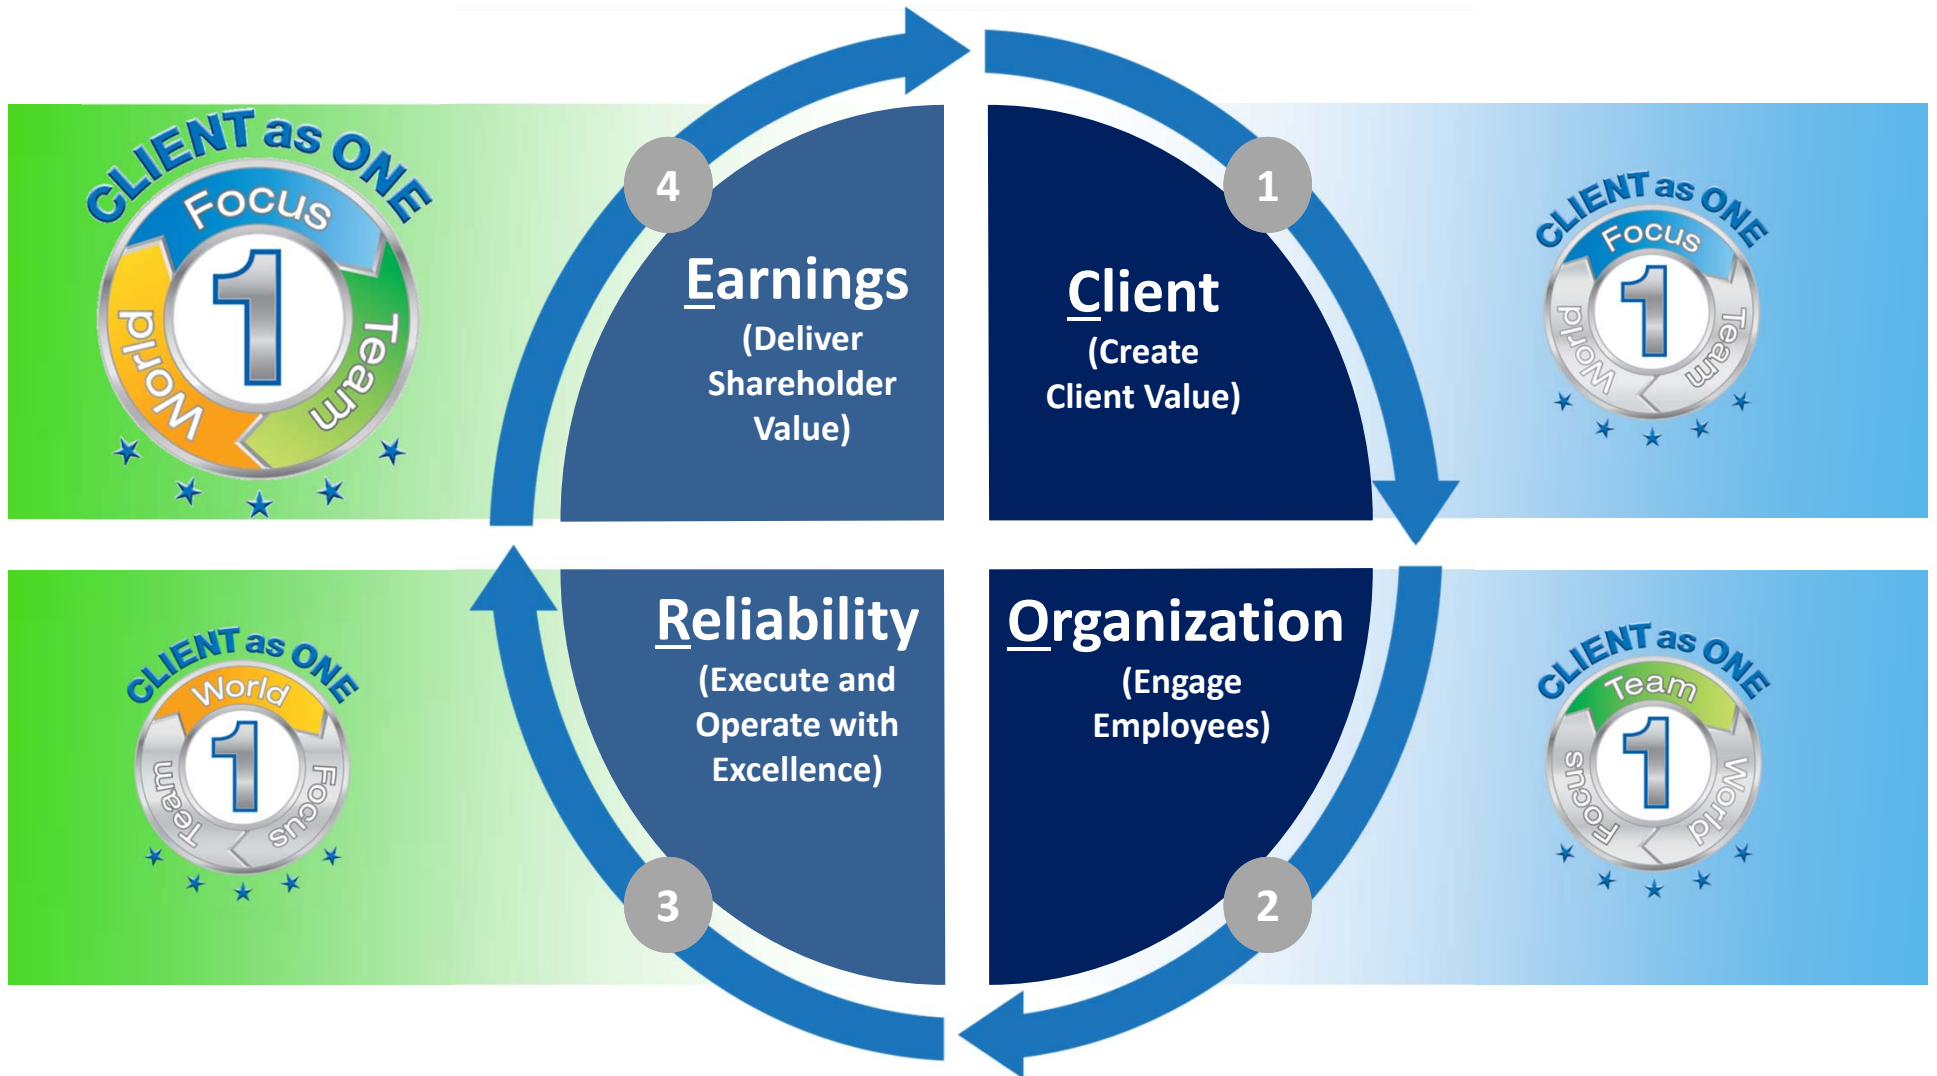 CLIENT as ONE
Focus
Team
World
1
4
Earnings
(Deliver
Shareholder
Value)
1
Client
(Create
Client Value)
CLIENT as ONE
Focus
Team
World
1
CLIENT as ONE
World
Focus
Team
1
3
Reliability
(Execute and
Operate with
Excellence)
2
Organization
(Engage
Employees)
CLIENT as ONE
Team
World
Focus
1